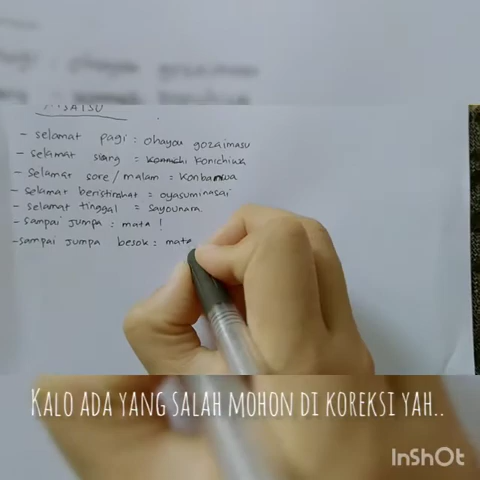 AISATSU
- selamat pagi : ohayou gozaimasu
- selamat siang = konichiwa
- selamat sore / malam = konbanwa
- selamat beristirahat = oyasuminasai
- selamat tinggal = sayounara.
- sampai jumpa : mata !
- sampai jumpa besok : mata
KALO ADA YANG SALAH MOHON DI KOREKSI YAH..
InShOt